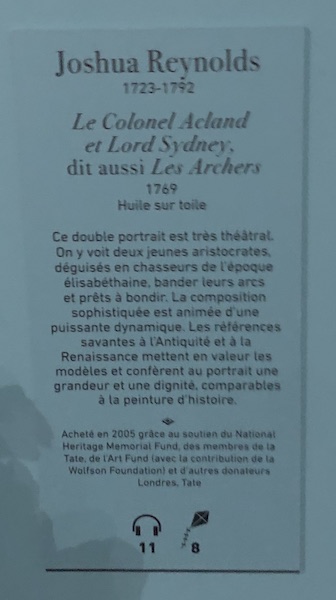 Joshua Reynolds
1723-1792
Le Colonel Acland
et Lord Sydney,
dit aussi Les Archers
1769
Huile sur toile
Ce double portrait est très théâtral.
On y voit deux jeunes aristocrates,
déguisés en chasseurs de l'époque
élisabéthaine, bander leurs arcs
et prêts à bondir. La composition
sophistiquée est animée d'une
puissante dynamique. Les références
savantes à l'Antiquité et à la
Renaissance mettent en valeur les
modèles et confèrent au portrait une
grandeur et une dignité, comparables
à la peinture d'histoire.
Acheté en 2005 grâce au soutien du National
Heritage Memorial Fund, des membres de la
Tate, de l'Art Fund (avec la contribution de la
Wolfson Foundation) et d'autres donateurs
Londres, Tate
11 8